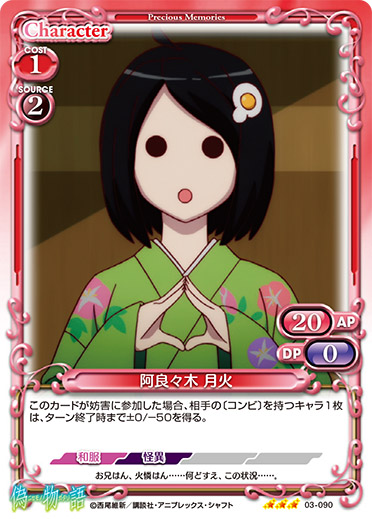 Precious Memories
Character
COST
1
SOURCE
2
20 AP
DP 0
阿良々木 月火
このカードが妨害に参加した場合、相手の〔コンビ〕を持つキャラ1枚
は、ターン終了時まで±0/−50を得る。
和服 怪異
お兄はん、火憐はん……何どすえ、この状況……。
偽物語
©西尾維新／講談社・アニプレックス・シャフト
03-090